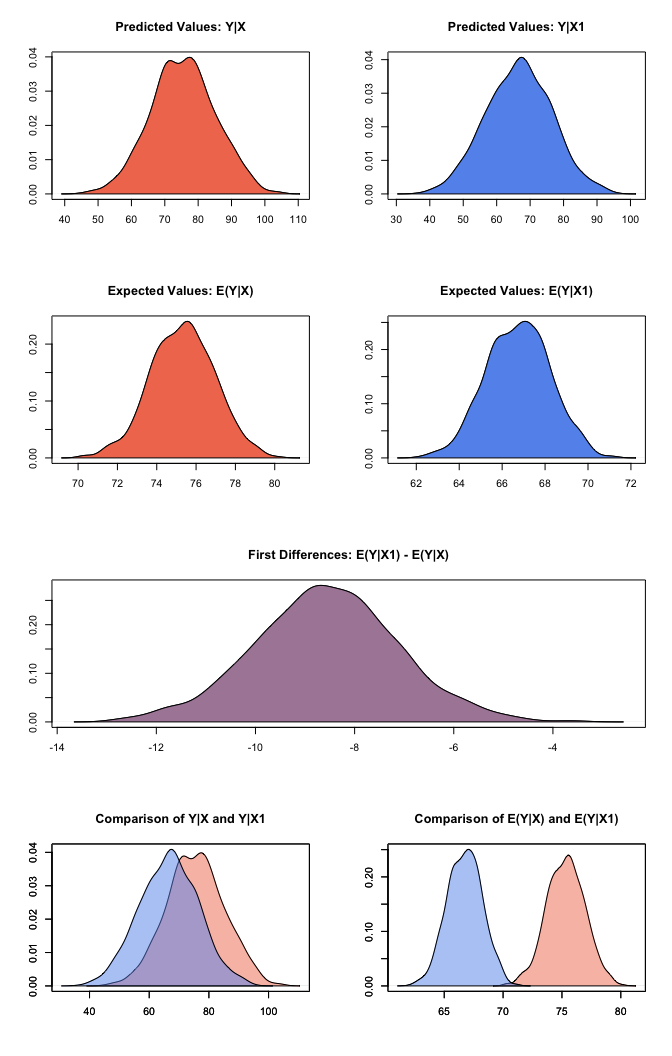 Predicted Values: Y|X
0.00 0.01 0.02 0.03 0.04
40 50 60 70 80 90 100 110
Predicted Values: Y|X1
0.00 0.01 0.02 0.03 0.04
30 40 50 60 70 80 90 100
Expected Values: E(Y|X)
0.00 0.10 0.20
70 72 74 76 78 80
Expected Values: E(Y|X1)
0.00 0.10 0.20
62 64 66 68 70 72
First Differences: E(Y|X1) - E(Y|X)
0.00 0.10 0.20
-14 -12 -10 -8 -6 -4
Comparison of Y|X and Y|X1
0.00 0.01 0.02 0.03 0.04
40 60 80 100
Comparison of E(Y|X) and E(Y|X1)
0.00 0.10 0.20
65 70 75 80